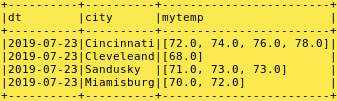 +----------+----------+------------------------+
|dt        |city      |mytemp                  |
+----------+----------+------------------------+
|2019-07-23|Cincinnati|[72.0, 74.0, 76.0, 78.0]|
|2019-07-23|Cleveleand|[68.0]                  |
|2019-07-23|Sandusky  |[71.0, 73.0, 73.0]      |
|2019-07-23|Miamisburg|[70.0, 72.0]            |
+----------+----------+------------------------+